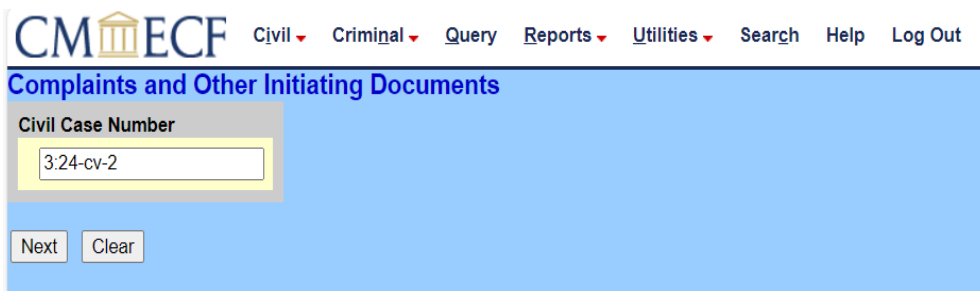 CM ECF Civil Criminal Query Reports Utilities Search Help Log Out
Complaints and Other Initiating Documents
Civil Case Number
3:24-cv-2
Next Clear